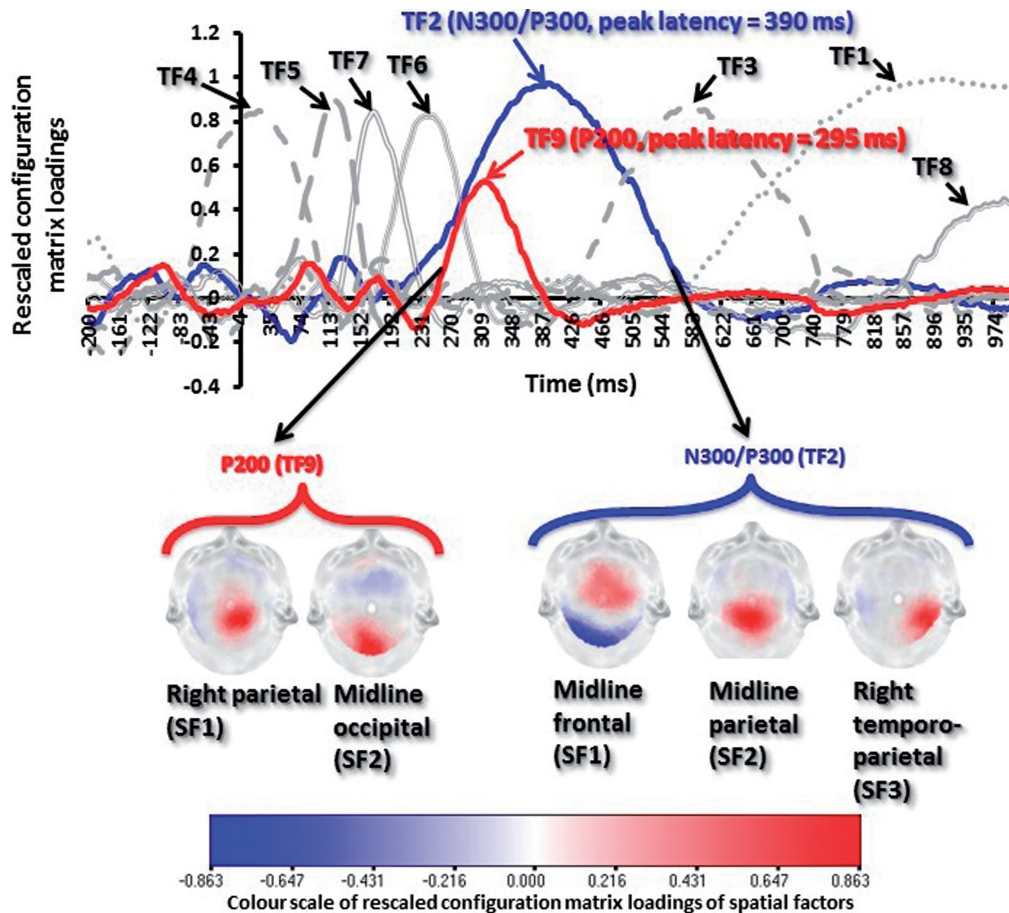 TF2 (N300/P300, peak latency = 390 ms)
TF4
TF5
TF7
TF6
TF3
TF1
TF9 (P200, peak latency = 295 ms)
TF8
Rescaled configuration
matrix loadings
1.2
1
0.8
0.6
0.4
0.2
0
-0.2
-0.4
-200
-161
-122
-83
-44
-4
35
74
113
152
191
231
270
309
348
387
426
466
505
544
583
622
661
700
740
779
818
857
896
935
974
Time (ms)
P200 (TF9)
N300/P300 (TF2)
Right parietal
(SF1)
Midline
occipital
(SF2)
Midline
frontal
(SF1)
Midline
parietal
(SF2)
Right
temporo-
parietal
(SF3)
-0.863
-0.647
-0.431
-0.216
0.000
0.216
0.431
0.647
0.863
Colour scale of rescaled configuration matrix loadings of spatial factors